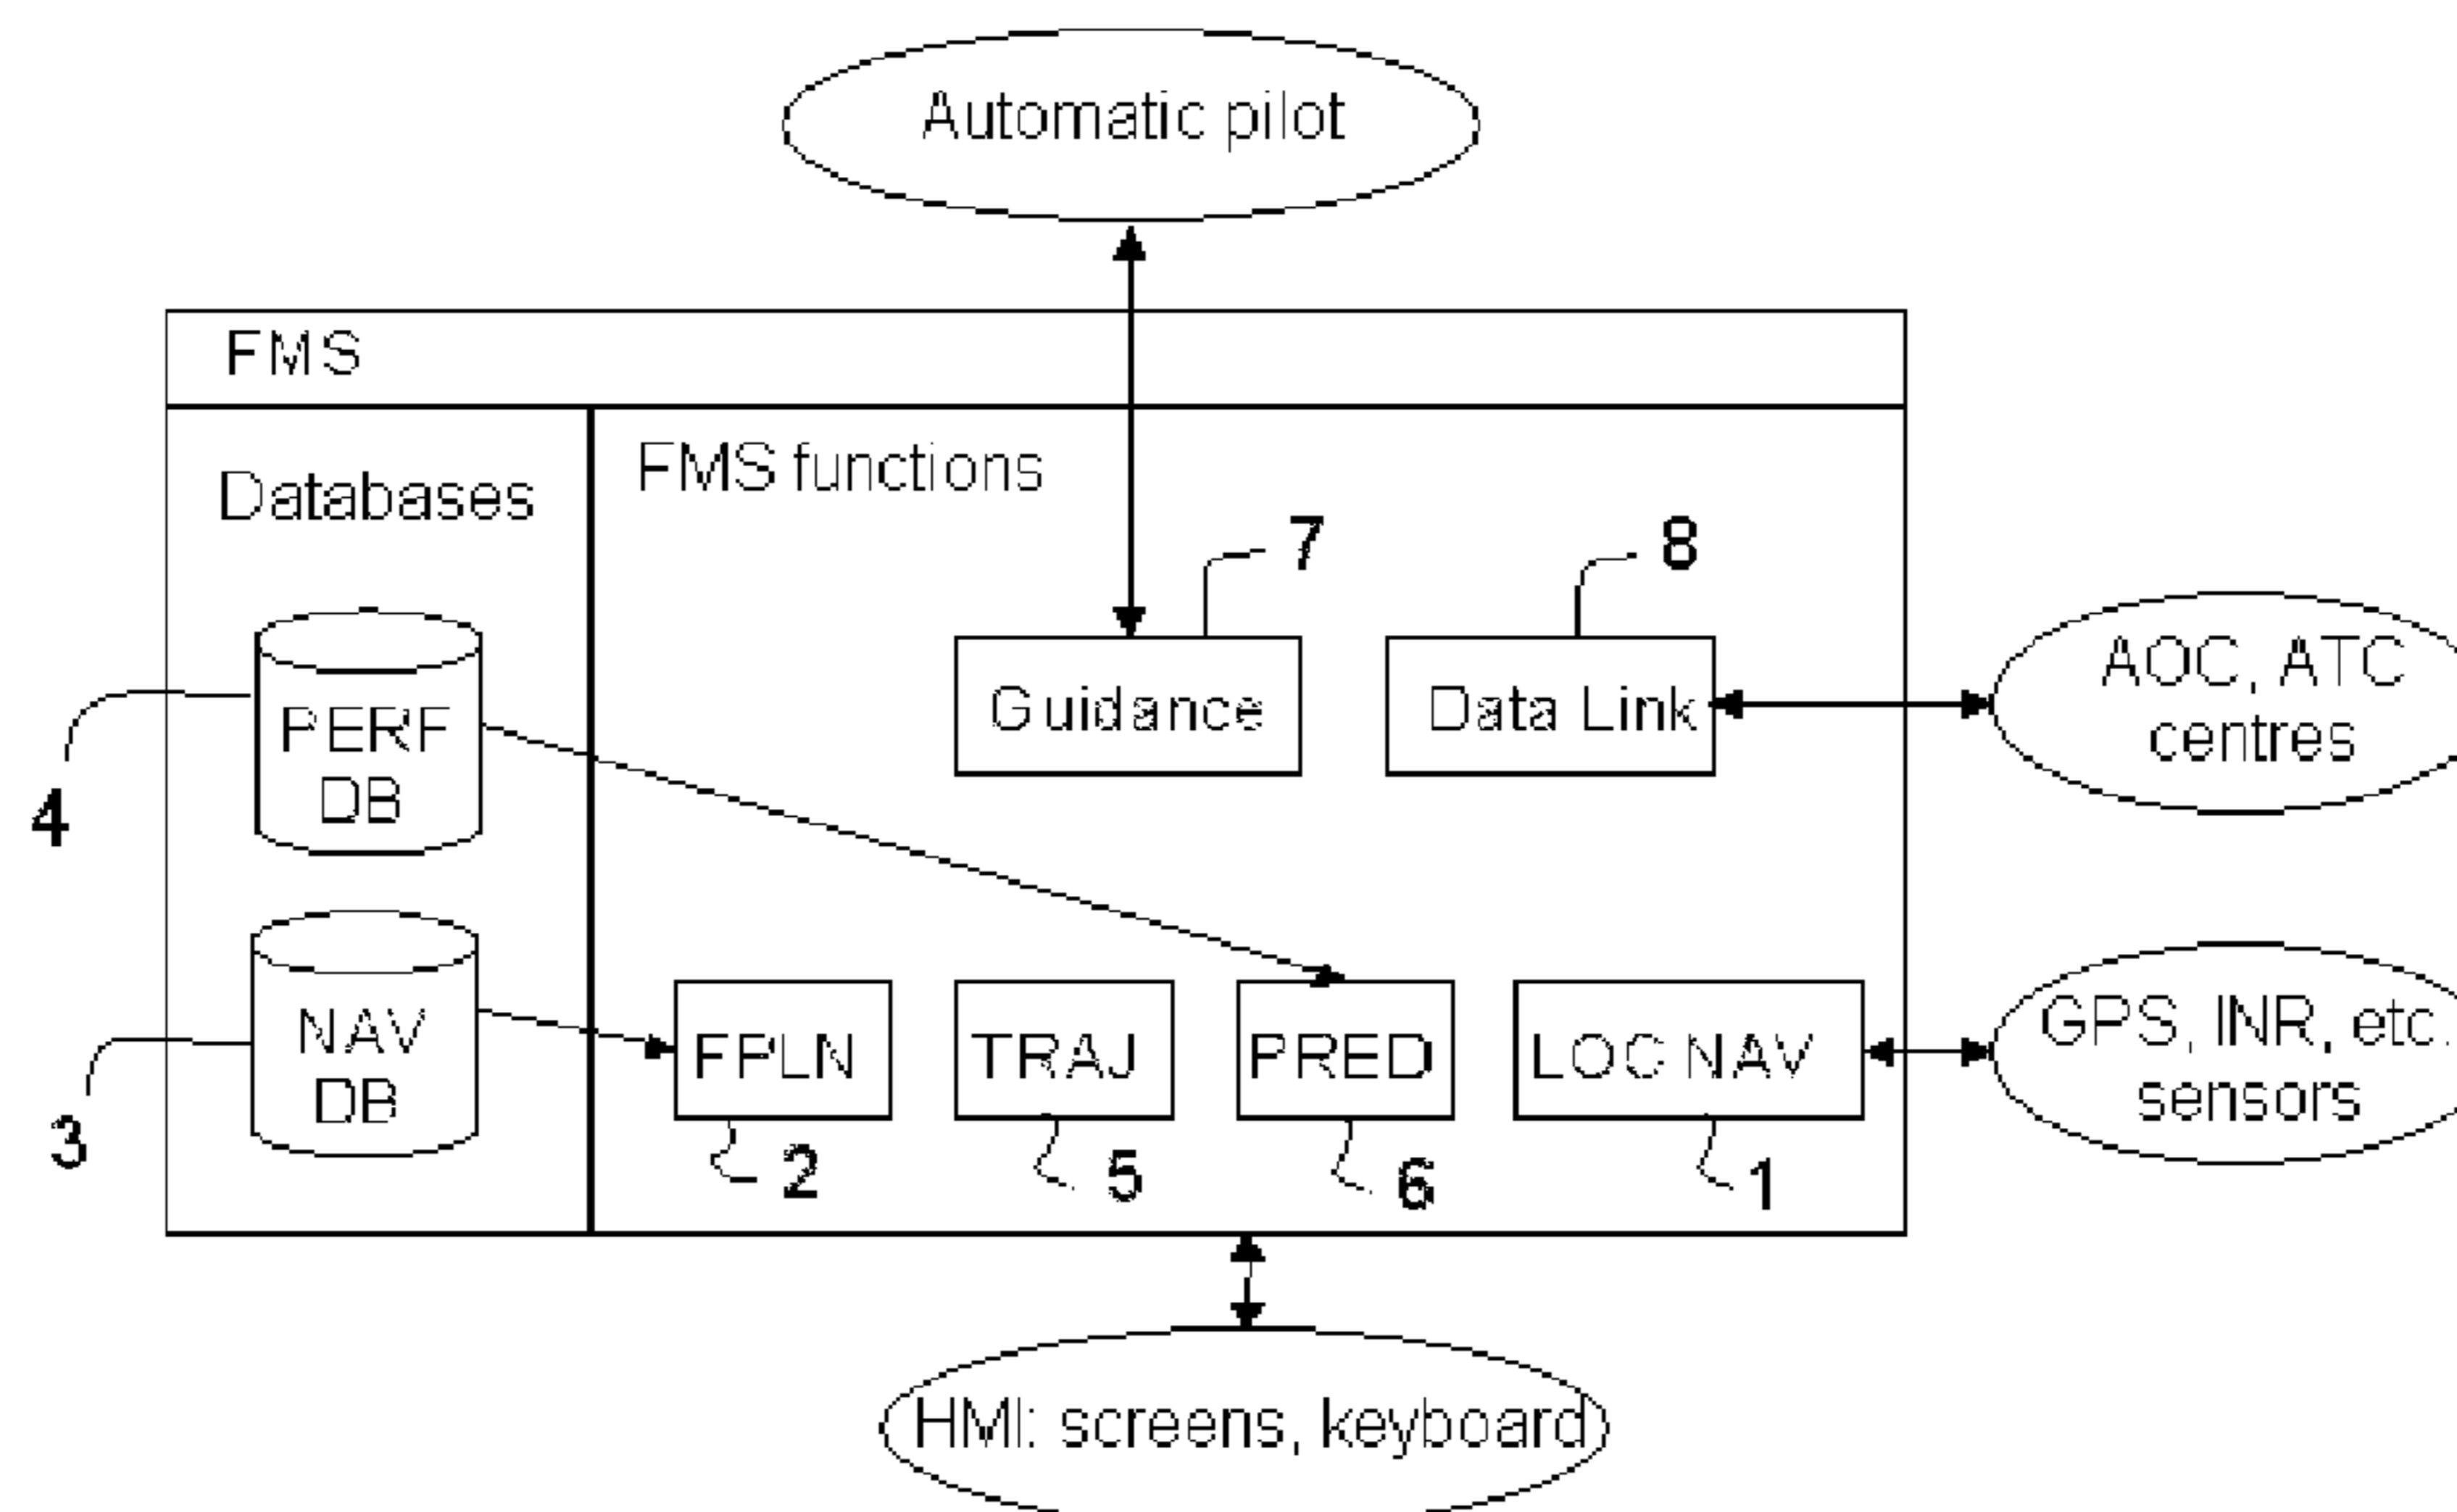 Automatic pilot
FMS
Databases
FMS functions
7
8
PERF
DB
Guidance
Data Link
AOC, ATC
centres
4
NAV
DB
FPLN
TRAJ
PRED
LOC NAV
GPS, INR, etc.
sensors
3
2
5
6
1
HMI: screens, keyboard